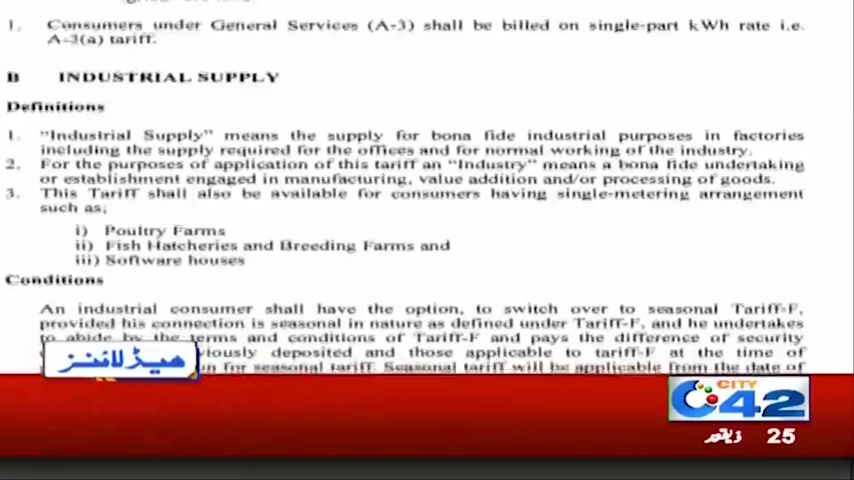 1. Consumers under General Services (A-3) shall be billed on single-part kWh rate i.e.
A-3(a) tariff.
B INDUSTRIAL SUPPLY
Definitions
1. "Industrial Supply" means the supply for bona fide industrial purposes in factories
including the supply required for the offices and for normal working of the industry.
2. For the purposes of application of this tariff an "Industry" means a bona fide undertaking
or establishment engaged in manufacturing, value addition and/or processing of goods.
3. This Tariff shall also be available for consumers having single-metering arrangement
such as;
i) Poultry Farms
ii) Fish Hatcheries and Breeding Farms and
iii) Software houses
Conditions
An industrial consumer shall have the option, to switch over to seasonal Tariff-F,
provided his connection is seasonal in nature as defined under Tariff-F, and he undertakes
to abide by the terms and conditions of Tariff-F and pays the difference of security
deposited and those applicable to tariff-F at the time of
for seasonal tariff. Seasonal tariff will be applicable from the date of
ہیڈلائنز
CITY
42
25 ذیقعد